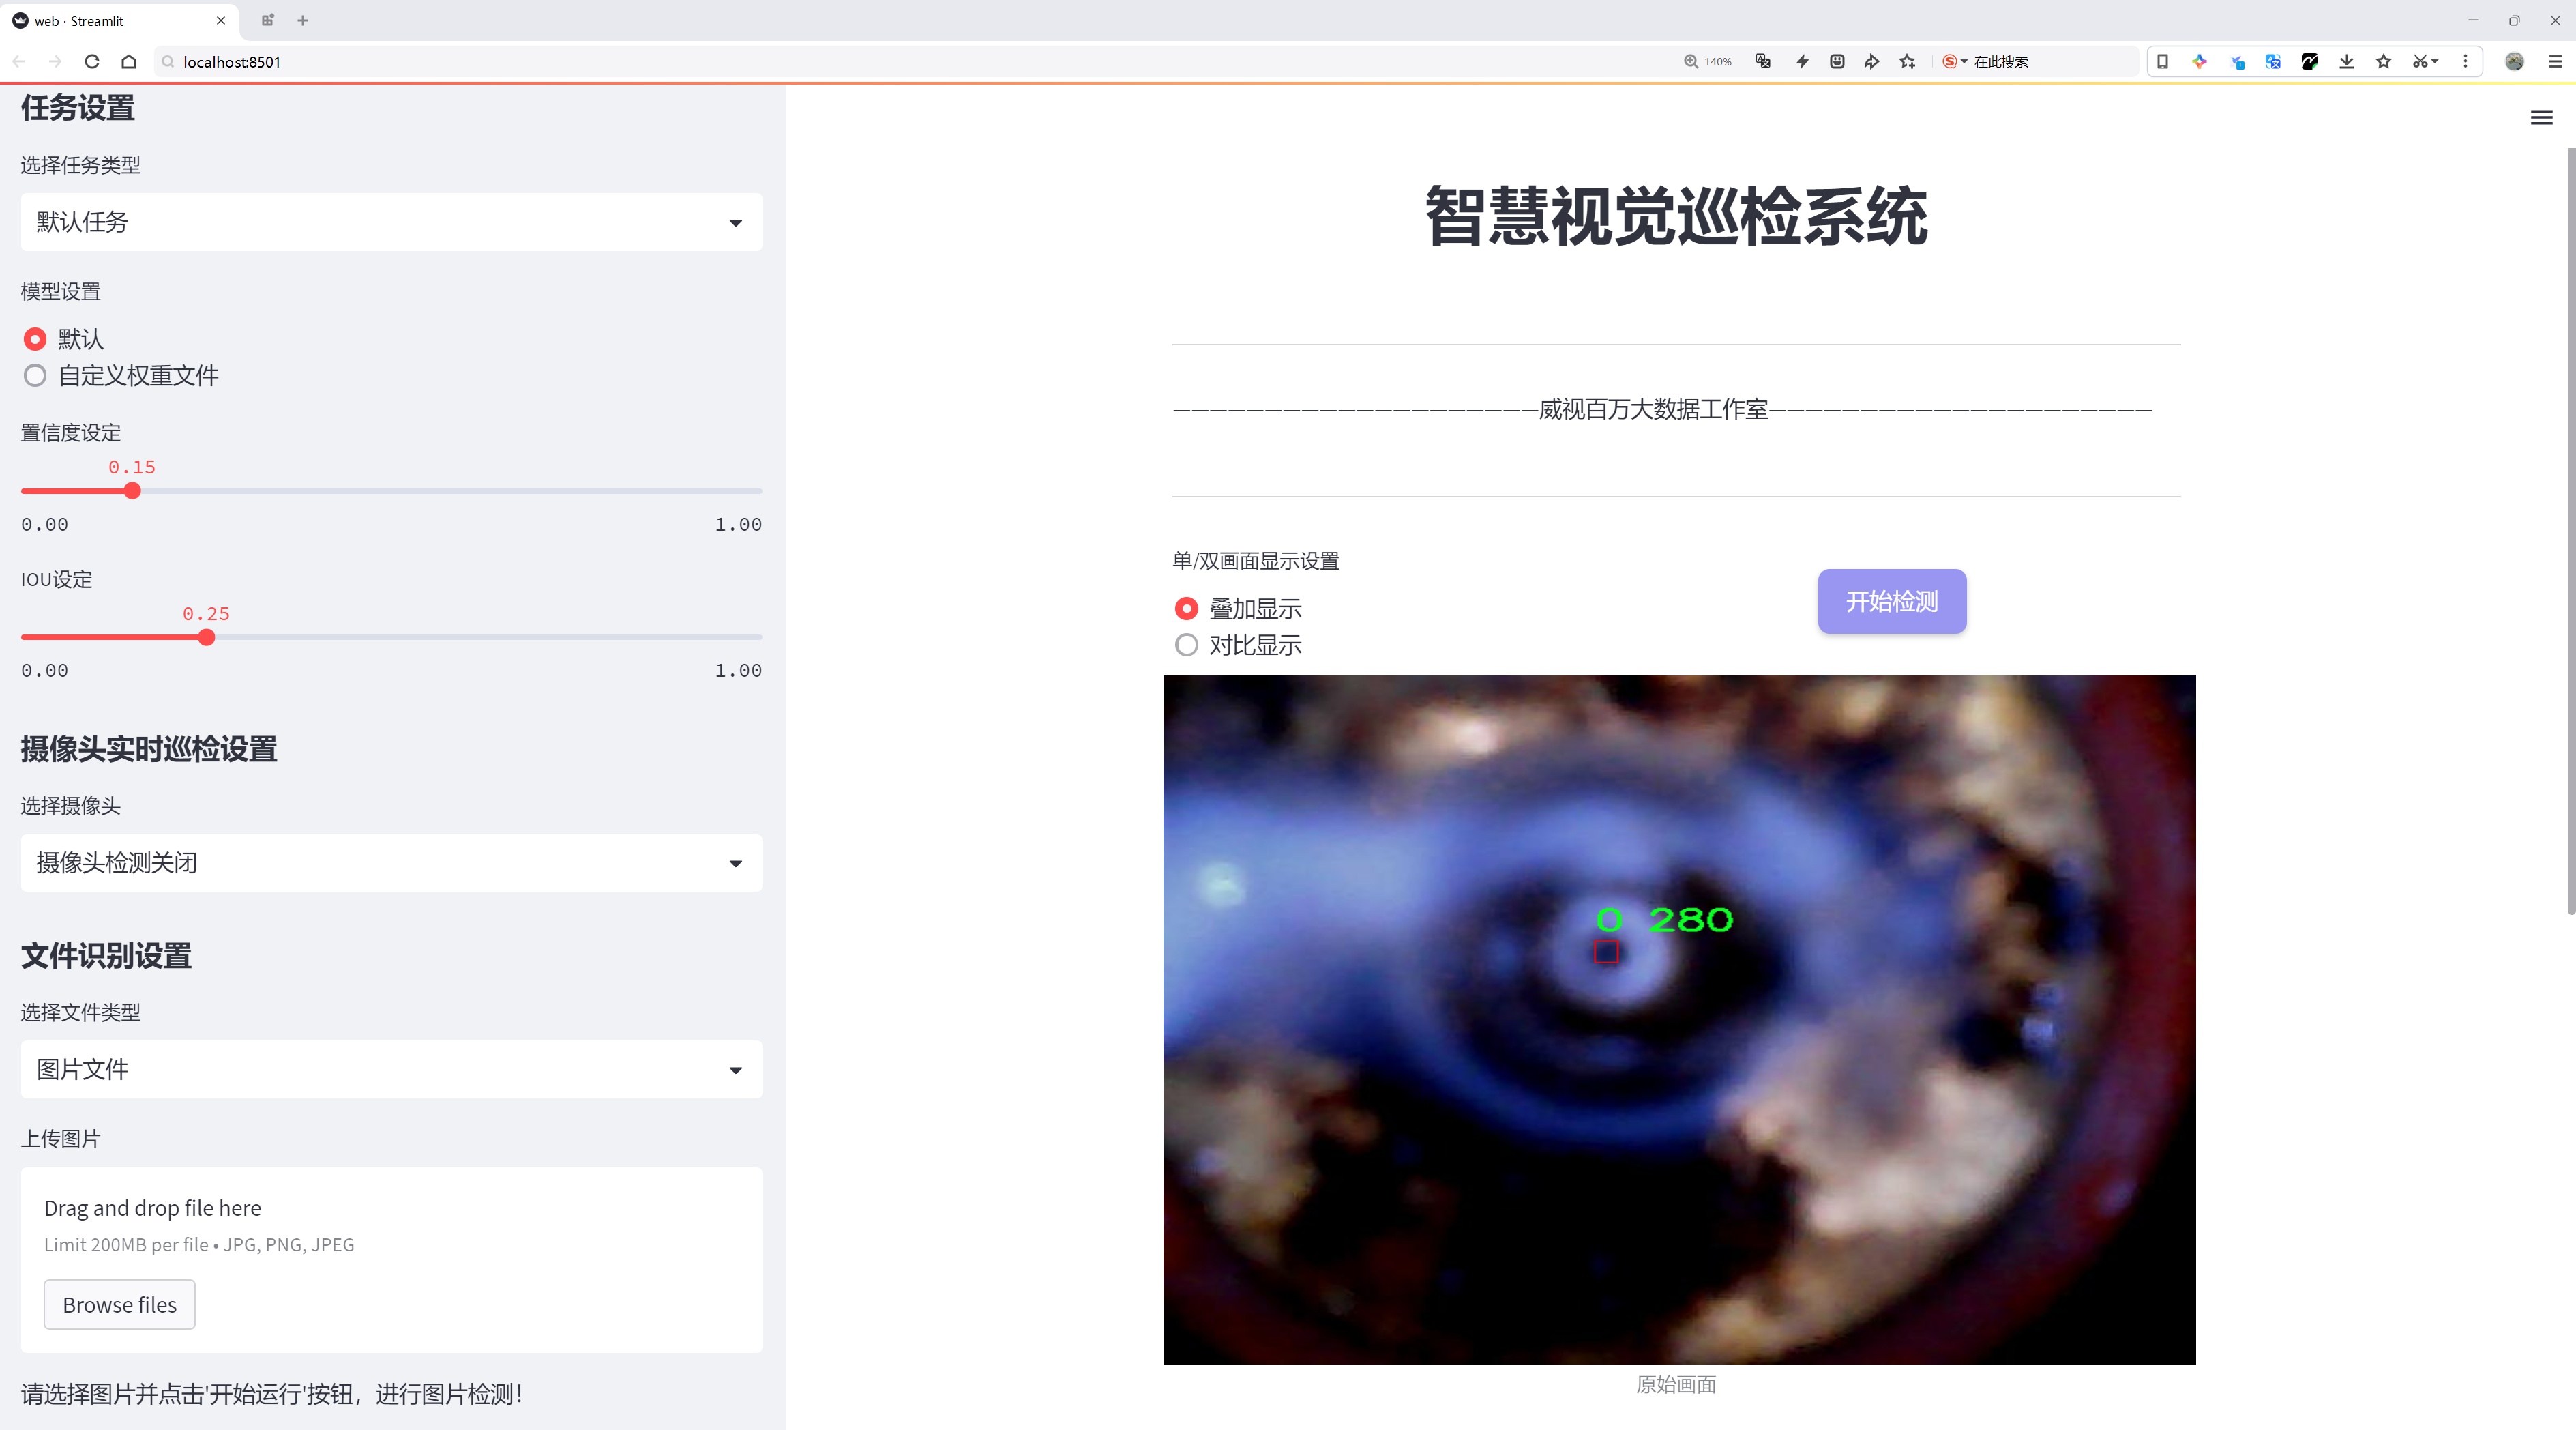 web · Streamlit
localhost:8501
140%
在此搜索
任务设置
选择任务类型
默认任务
模型设置
默认
自定义权重文件
置信度设定
0.15
0.00
1.00
IOU设定
0.25
0.00
1.00
摄像头实时巡检设置
选择摄像头
摄像头检测关闭
文件识别设置
选择文件类型
图片文件
上传图片
Drag and drop file here
Limit 200MB per file • JPG, PNG, JPEG
Browse files
请选择图片并点击'开始运行'按钮，进行图片检测！
智慧视觉巡检系统
————————————————————威视百万大数据工作室—————————————————————
单/双画面显示设置
叠加显示
对比显示
开始检测
0 280
原始画面